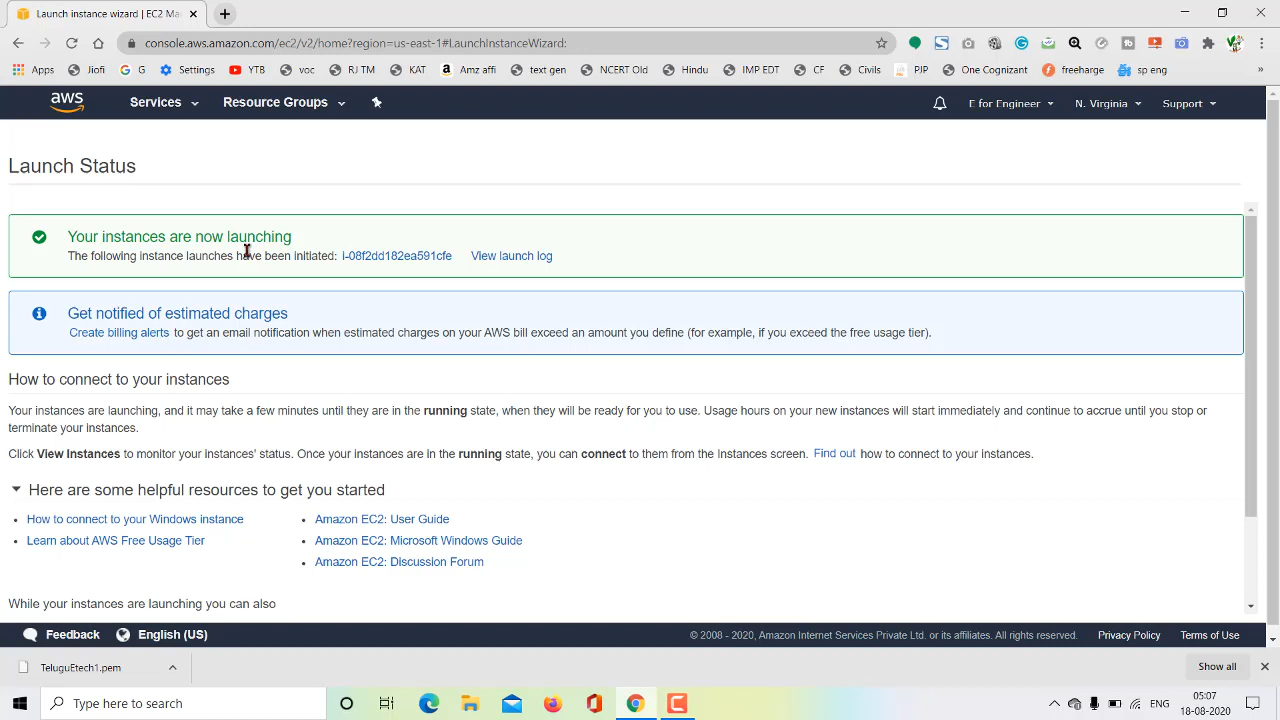 Launch instance wizard | EC2 Ma
console.aws.amazon.com/ec2/v2/home?region=us-east-1#LaunchInstanceWizard:
Apps Jiofi G Settings YTB voc RJ TM KAT Amz affi text gen NCERT Old Hindu IMP EDT CF Civils PJP One Cognizant freeharge sp eng »
aws Services Resource Groups E for Engineer N. Virginia Support
Launch Status
Your instances are now launching
The following instance launches have been initiated: i-08f2dd182ea591cfe View launch log
Get notified of estimated charges
Create billing alerts to get an email notification when estimated charges on your AWS bill exceed an amount you define (for example, if you exceed the free usage tier).
How to connect to your instances
Your instances are launching, and it may take a few minutes until they are in the running state, when they will be ready for you to use. Usage hours on your new instances will start immediately and continue to accrue until you stop or
terminate your instances.
Click View Instances to monitor your instances' status. Once your instances are in the running state, you can connect to them from the Instances screen. Find out how to connect to your instances.
Here are some helpful resources to get you started
• How to connect to your Windows instance • Amazon EC2: User Guide
• Learn about AWS Free Usage Tier • Amazon EC2: Microsoft Windows Guide
• Amazon EC2: Discussion Forum
While your instances are launching you can also
Feedback English (US) © 2008 - 2020, Amazon Internet Services Private Ltd. or its affiliates. All rights reserved. Privacy Policy Terms of Use
TeluguEtech1.pem Show all
Type here to search ENG 05:07
18-08-2020